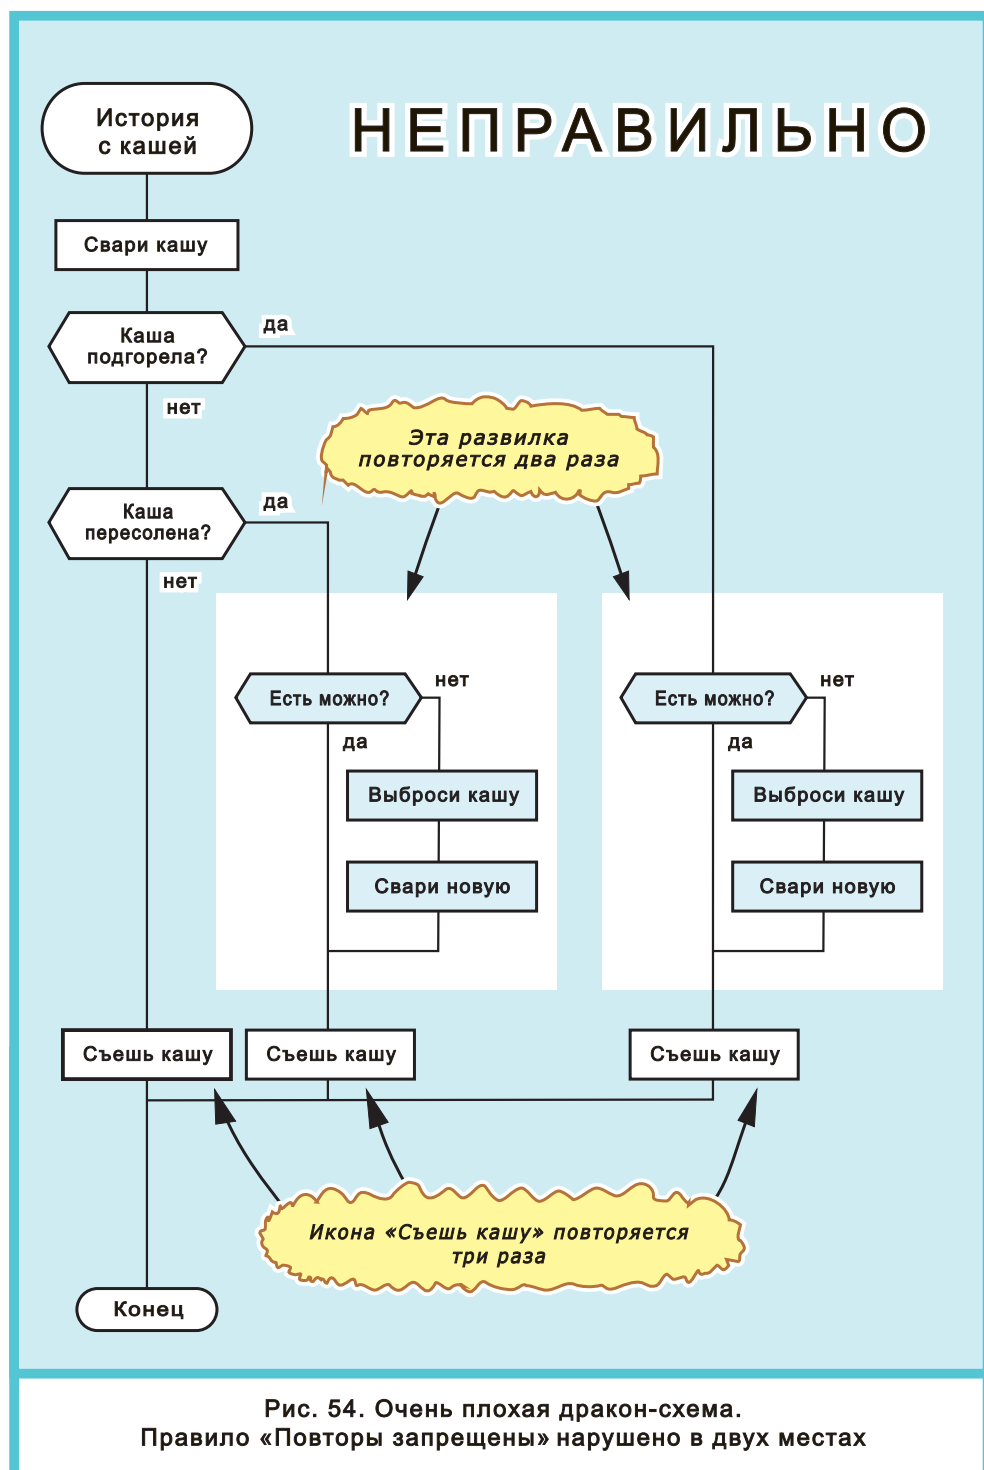 НЕПРАВИЛЬНО
История
с кашей
Свари кашу
Каша
подгорела?
да
нет
Эта развилка
повторяется два раза
Каша
пересолена?
да
нет
Есть можно?
нет
да
Выброси кашу
Свари новую
Есть можно?
нет
да
Выброси кашу
Свари новую
Съешь кашу
Съешь кашу
Съешь кашу
Икона «Съешь кашу» повторяется
три раза
Конец
Рис. 54. Очень плохая дракон-схема.
Правило «Повторы запрещены» нарушено в двух местах